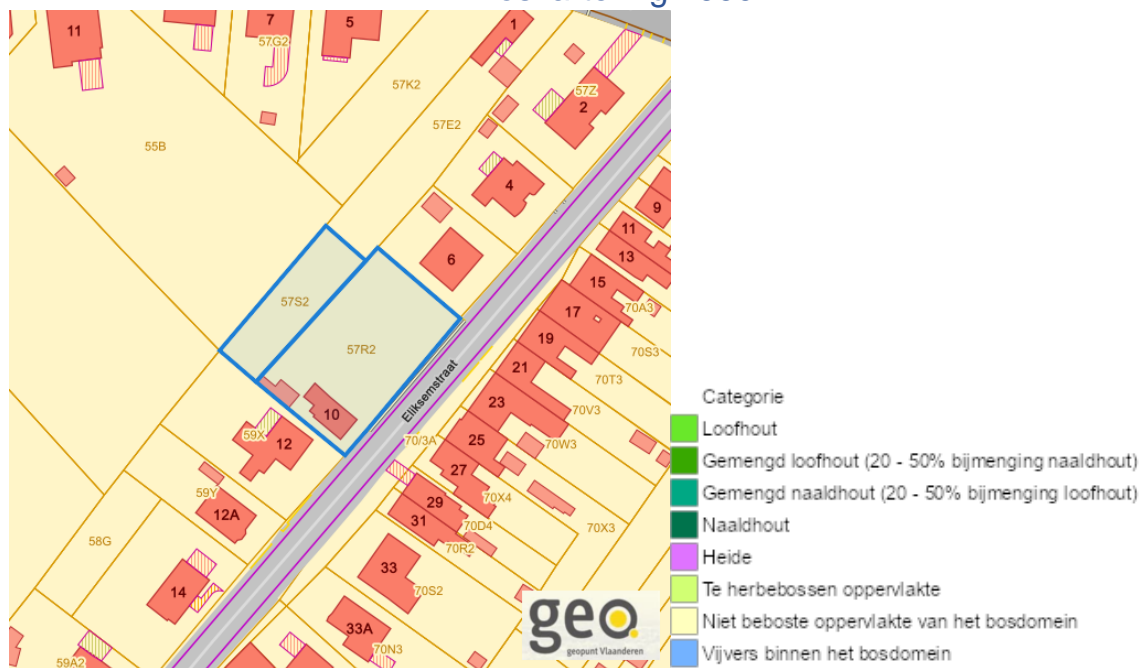 11
7
5
1
57G2
57K2
57Z
2
57E2
55B
4
9
11
13
6
15
57S2
17
70A3
57R2
19
70S3
21
70T3
Eliksemstraat
23
70V3
10
59X
12
70/3A
25
70W3
27
59Y
12A
29
70X4
31
70D4
70X3
58G
70R2
33
70S2
14
33A
70N3
59A2
geo
geopunt Vlaanderen
Categorie
Loofhout
Gemengd loofhout (20 - 50% bijmenging naaldhout)
Gemengd naaldhout (20 - 50% bijmenging loofhout)
Naaldhout
Heide
Te herbebossen oppervlakte
Niet beboste oppervlakte van het bosdomein
Vijvers binnen het bosdomein